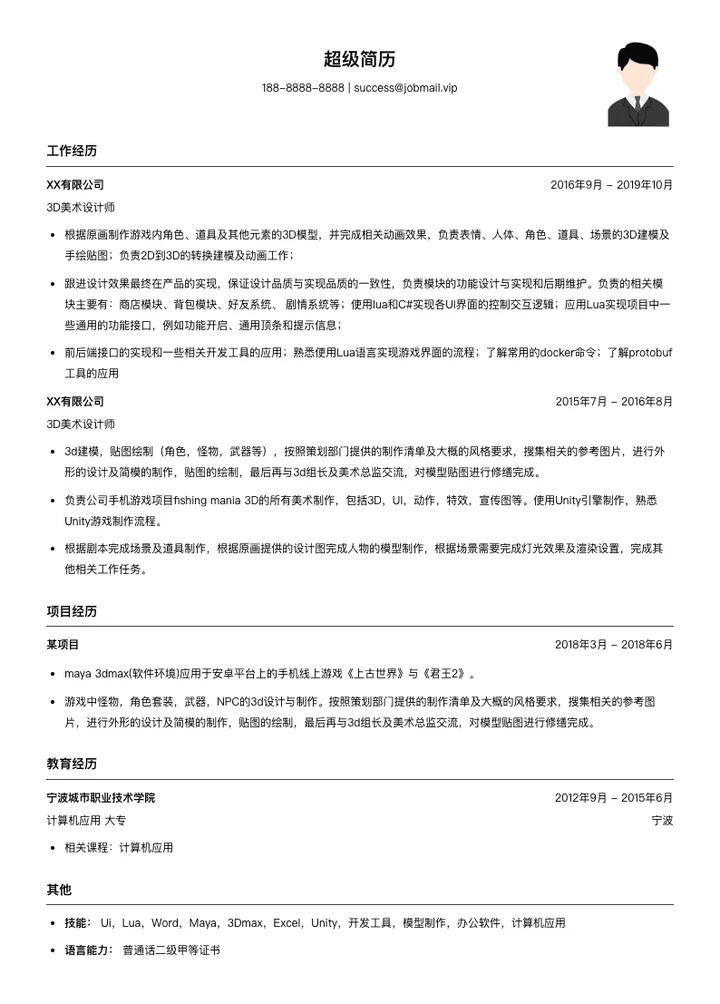 超级简历
188-8888-8888 | success@jobmail.vip
工作经历
XX有限公司 2016年9月 – 2019年10月
3D美术设计师
• 根据原画制作游戏内角色、道具及其他元素的3D模型，并完成相关动画效果，负责表情、人体、角色、道具、场景的3D建模及
手绘贴图；负责2D到3D的转换建模及动画工作；
• 跟进设计效果最终在产品的实现，保证设计品质与实现品质的一致性，负责模块的功能设计与实现和后期维护。负责的相关模
块主要有：商店模块、背包模块、好友系统、 剧情系统等；使用lua和C#实现各UI界面的控制交互逻辑；应用Lua实现项目中一
些通用的功能接口，例如功能开启、通用顶条和提示信息；
• 前后端接口的实现和一些相关开发工具的应用；熟悉使用Lua语言实现游戏界面的流程；了解常用的docker命令；了解protobuf
工具的应用
XX有限公司 2015年7月 – 2016年8月
3D美术设计师
• 3d建模，贴图绘制（角色，怪物，武器等），按照策划部门提供的制作清单及大概的风格要求，搜集相关的参考图片，进行外
形的设计及简模的制作，贴图的绘制，最后再与3d组长及美术总监交流，对模型贴图进行修缮完成。
• 负责公司手机游戏项目fishing mania 3D的所有美术制作，包括3D，UI，动作，特效，宣传图等。使用Unity引擎制作，熟悉
Unity游戏制作流程。
• 根据剧本完成场景及道具制作，根据原画提供的设计图完成人物的模型制作，根据场景需要完成灯光效果及渲染设置，完成其
他相关工作任务。
项目经历
某项目 2018年3月 – 2018年6月
• maya 3dmax(软件环境)应用于安卓平台上的手机线上游戏《上古世界》与《君王2》。
• 游戏中怪物，角色套装，武器，NPC的3d设计与制作。按照策划部门提供的制作清单及大概的风格要求，搜集相关的参考图
片，进行外形的设计及简模的制作，贴图的绘制，最后再与3d组长及美术总监交流，对模型贴图进行修缮完成。
教育经历
宁波城市职业技术学院 2012年9月 – 2015年6月
计算机应用 大专 宁波
• 相关课程：计算机应用
其他
• 技能： Ui，Lua，Word，Maya，3Dmax，Excel，Unity，开发工具，模型制作，办公软件，计算机应用
• 语言能力： 普通话二级甲等证书